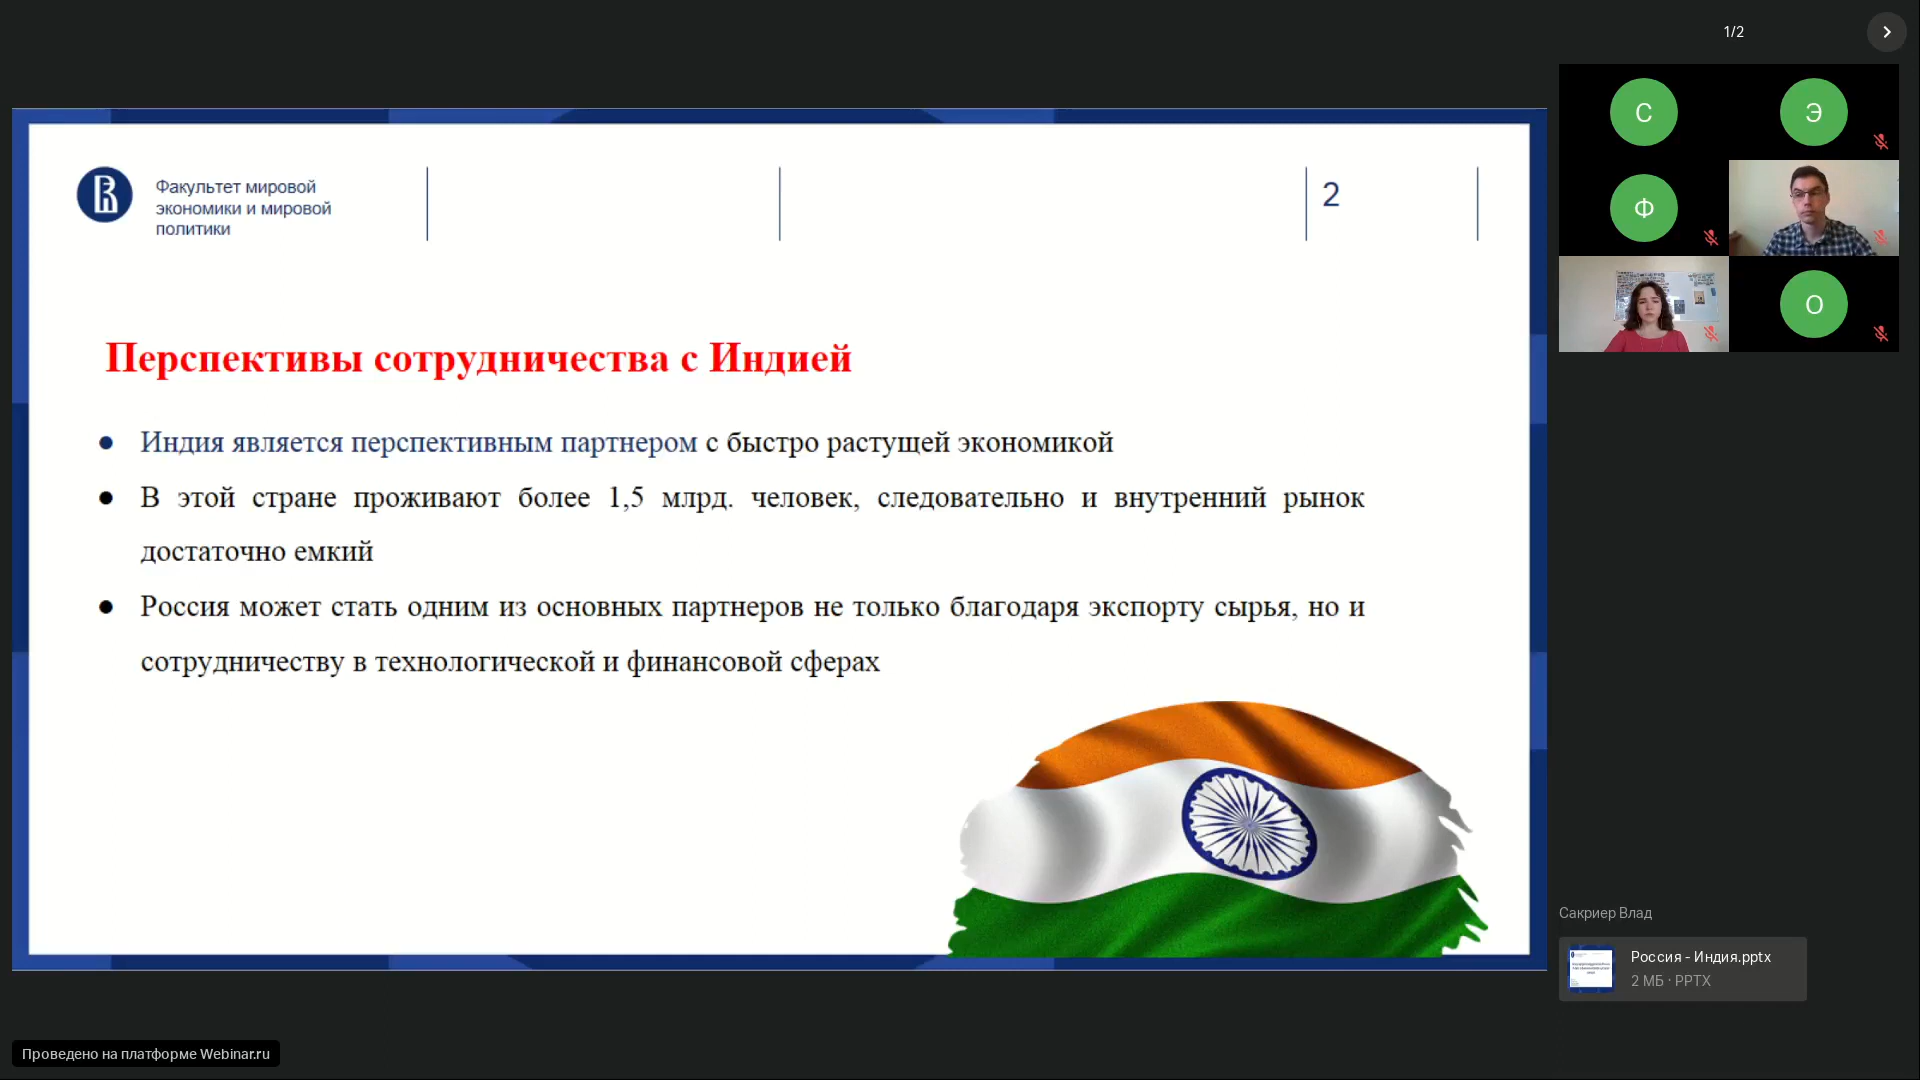 1/2
С
Э
Ф
О
Факультет мировой
экономики и мировой
политики
2
Перспективы сотрудничества с Индией
● Индия является перспективным партнером с быстро растущей экономикой
● В этой стране проживают более 1,5 млрд. человек, следовательно и внутренний рынок
достаточно емкий
● Россия может стать одним из основных партнеров не только благодаря экспорту сырья, но и
сотрудничеству в технологической и финансовой сферах
Сакриер Влад
Россия - Индия.pptx
2 МБ · PPTX
Проведено на платформе Webinar.ru